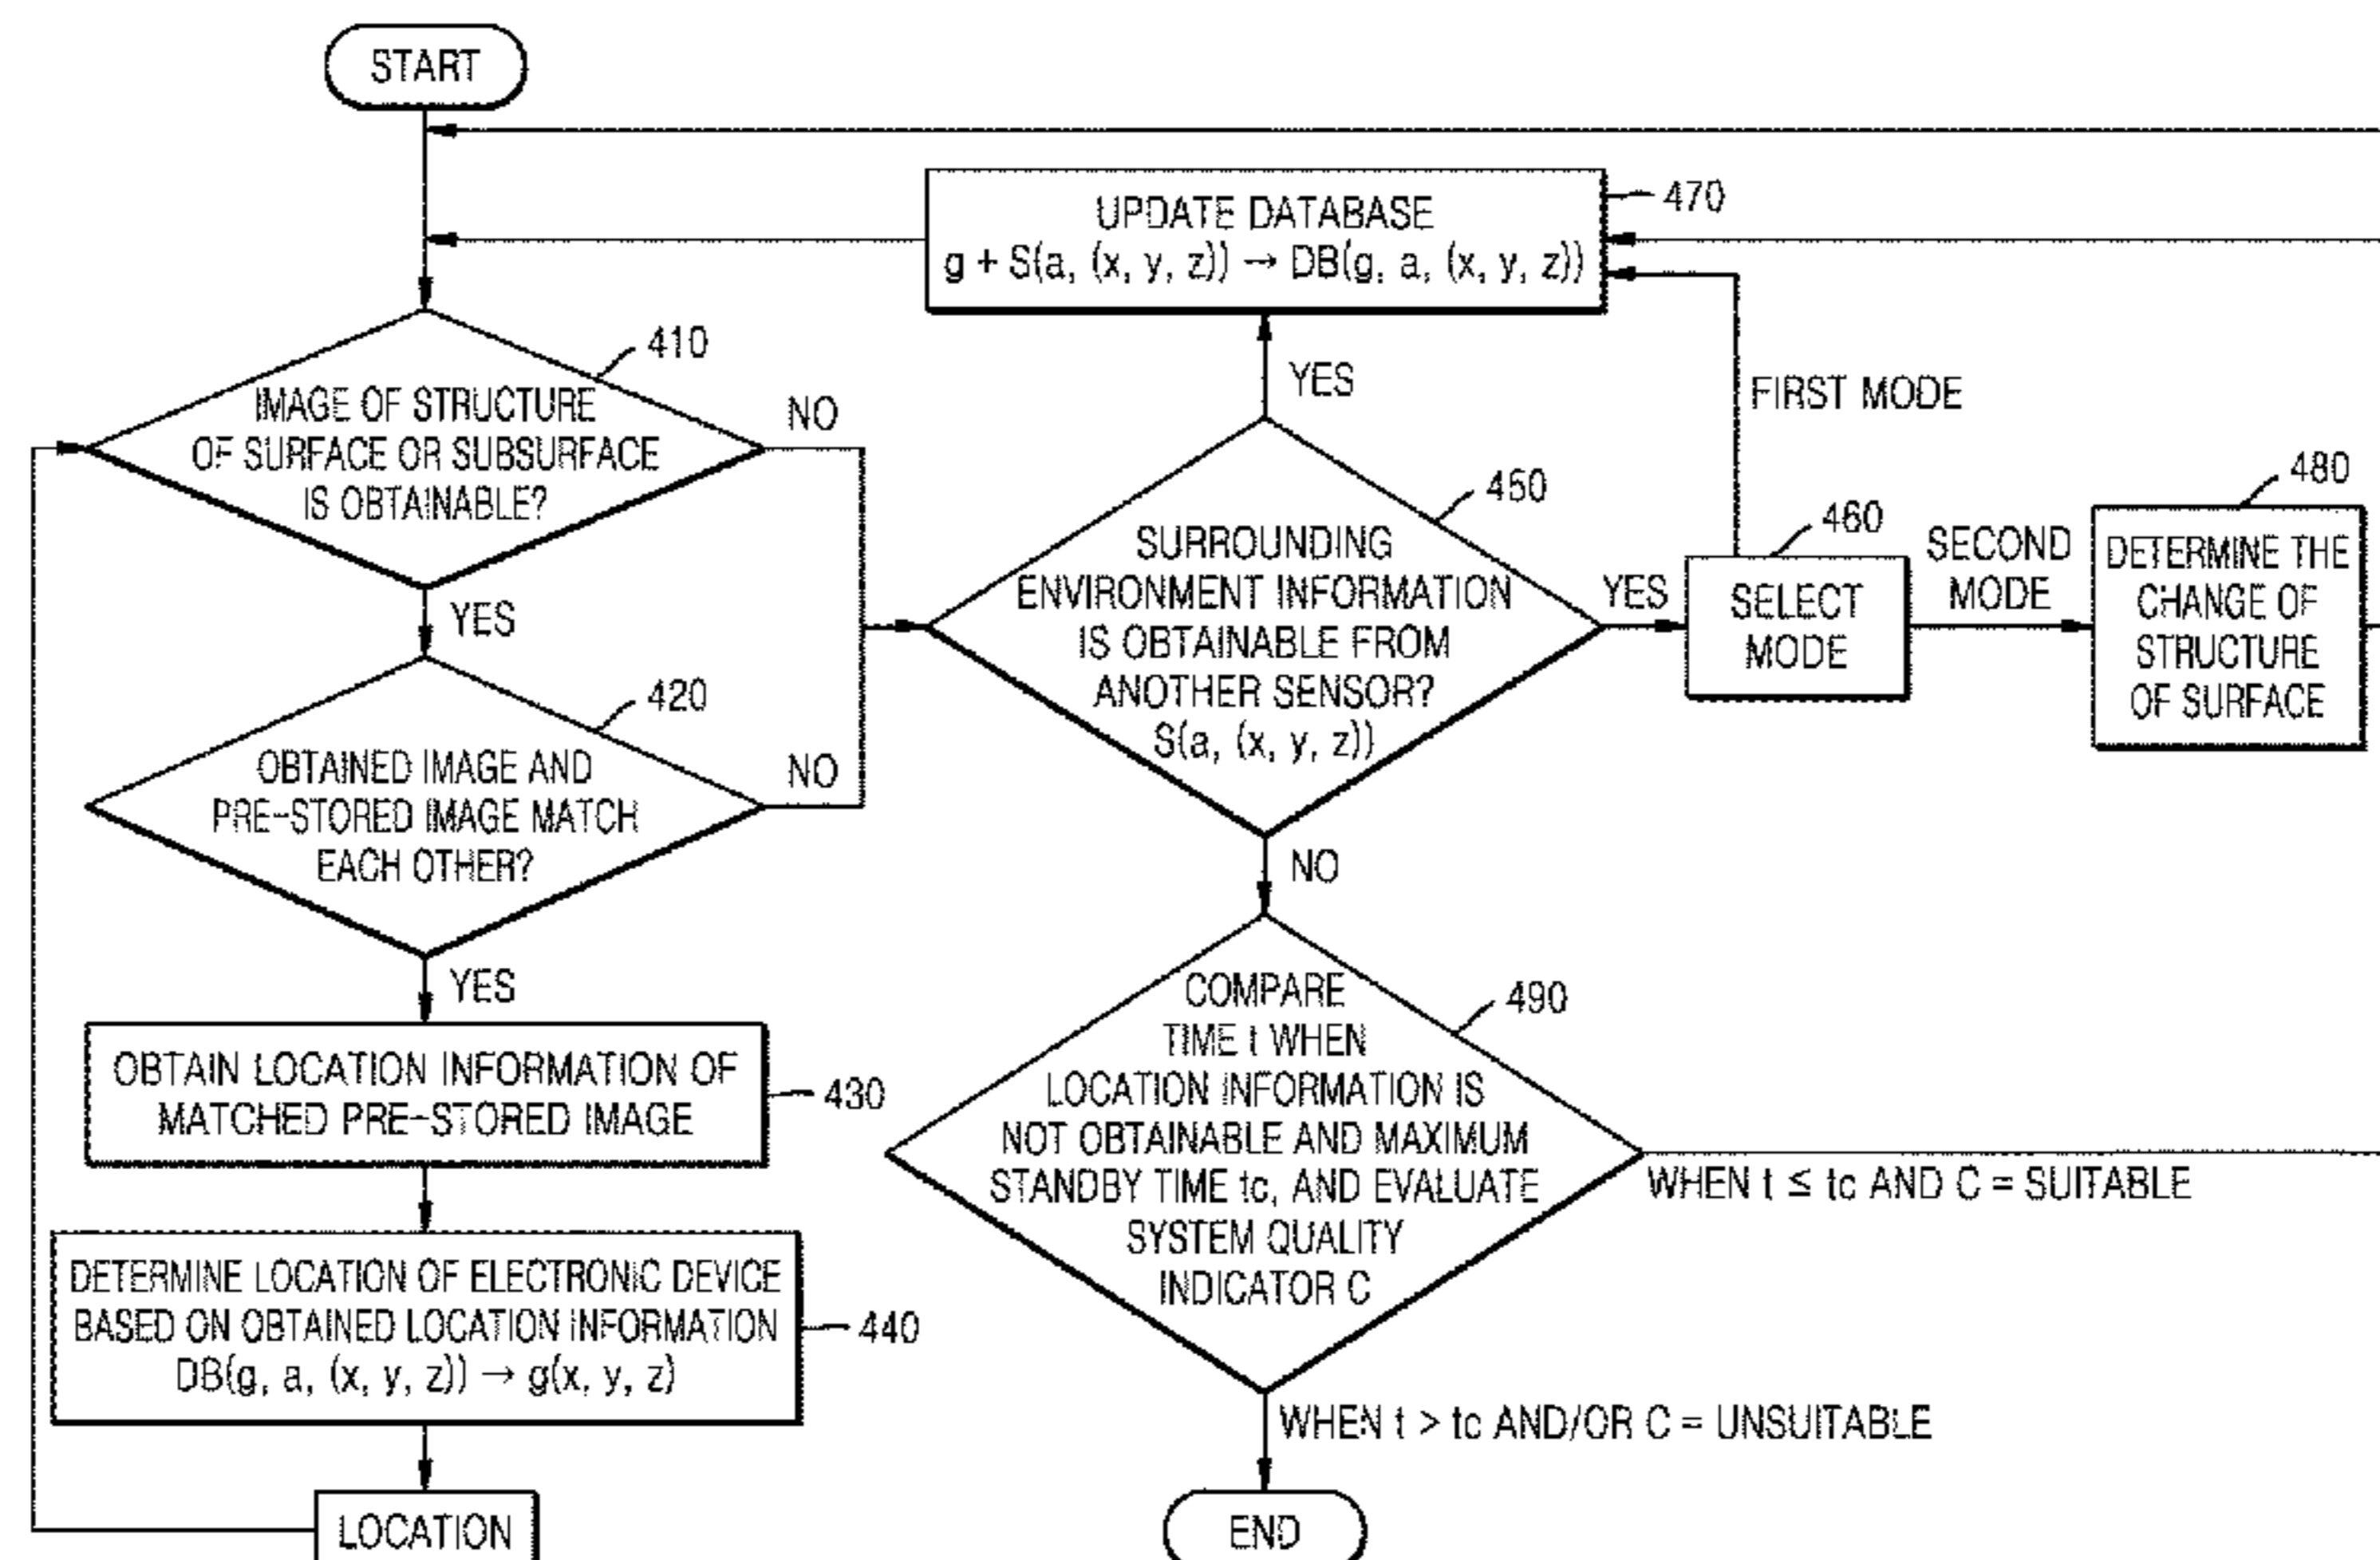 START
UPDATE DATABASE
g + S(a, (x, y, z)) → DB(g, a, (x, y, z))
470
410
IMAGE OF STRUCTURE
OF SURFACE OR SUBSURFACE
IS OBTAINABLE?
NO
YES
420
OBTAINED IMAGE AND
PRE-STORED IMAGE MATCH
EACH OTHER?
NO
YES
OBTAIN LOCATION INFORMATION OF
MATCHED PRE-STORED IMAGE
430
DETERMINE LOCATION OF ELECTRONIC DEVICE
BASED ON OBTAINED LOCATION INFORMATION
DB(g, a, (x, y, z)) → g(x, y, z)
440
LOCATION
YES
450
SURROUNDING
ENVIRONMENT INFORMATION
IS OBTAINABLE FROM
ANOTHER SENSOR?
S(a, (x, y, z))
YES
NO
FIRST MODE
460
SELECT
MODE
SECOND
MODE
480
DETERMINE THE
CHANGE OF
STRUCTURE
OF SURFACE
490
COMPARE
TIME t WHEN
LOCATION INFORMATION IS
NOT OBTAINABLE AND MAXIMUM
STANDBY TIME tc, AND EVALUATE
SYSTEM QUALITY
INDICATOR C
WHEN t ≤ tc AND C = SUITABLE
WHEN t > tc AND/OR C = UNSUITABLE
END